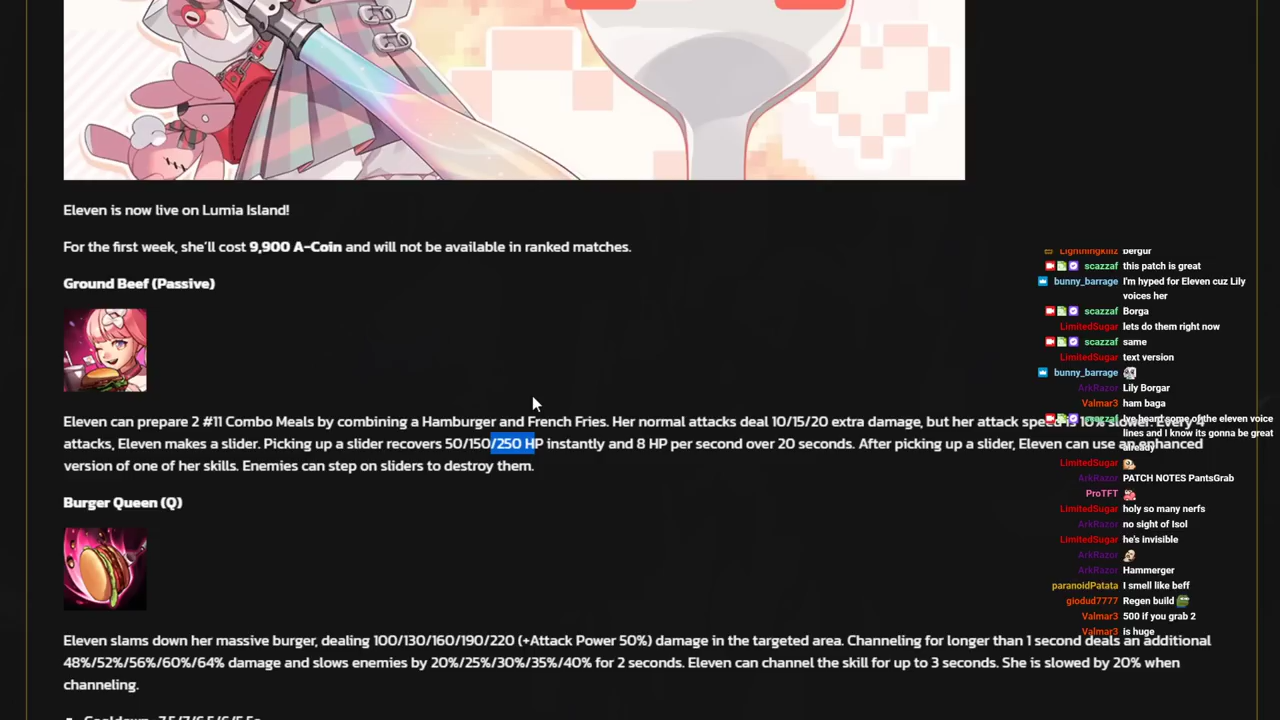 Eleven is now live on Lumia Island!
For the first week, she'll cost 9,900 A-Coin and will not be available in ranked matches.
Ground Beef (Passive)
Eleven can prepare 2 #11 Combo Meals by combining a Hamburger and French Fries. Her normal attacks deal 10/15/20 extra damage, but her attack speed is 10% slower. Every 4
attacks, Eleven makes a slider. Picking up a slider recovers 50/150/250 HP instantly and 8 HP per second over 20 seconds. After picking up a slider, Eleven can use an enhanced
version of one of her skills. Enemies can step on sliders to destroy them.
Burger Queen (Q)
Eleven slams down her massive burger, dealing 100/130/160/190/220 (+Attack Power 50%) damage in the targeted area. Channeling for longer than 1 second deals an additional
48%/52%/56%/60%/64% damage and slows enemies by 20%/25%/30%/35%/40% for 2 seconds. Eleven can channel the skill for up to 3 seconds. She is slowed by 20% when
channeling.
Lightningkillz bergur
scazzaf this patch is great
bunny_barrage I'm hyped for Eleven cuz Lily
voices her
scazzaf Borga
LimitedSugar lets do them right now
scazzaf same
LimitedSugar text version
bunny_barrage
ArkRazor Lily Borgar
Valmar3 ham baga
scazzaf Ive heard some of the eleven voice
lines and I know its gonna be great
already
LimitedSugar
ArkRazor PATCH NOTES PantsGrab
ProTFT
LimitedSugar holy so many nerfs
ArkRazor no sight of Isol
LimitedSugar he's invisible
ArkRazor
ArkRazor Hammerger
paranoidPatata I smell like beff
giodud7777 Regen build
Valmar3 500 if you grab 2
Valmar3 is huge